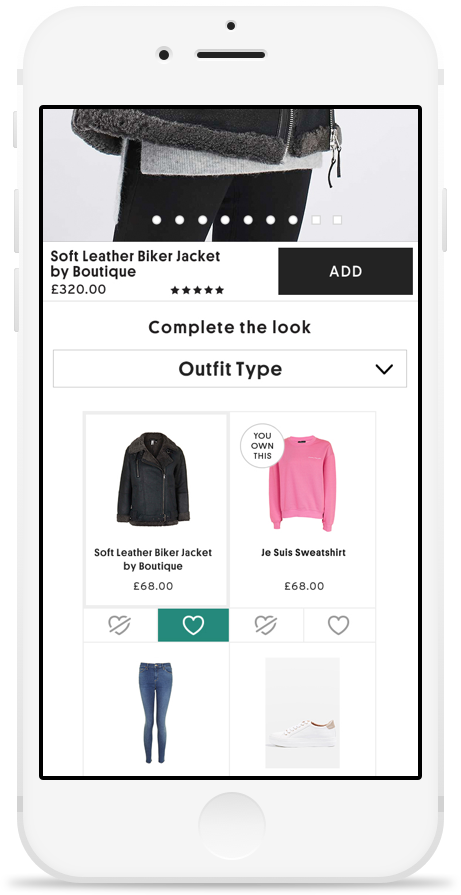 Soft Leather Biker Jacket
by Boutique
£320.00
ADD
Complete the look
Outfit Type
YOU
OWN
THIS
Soft Leather Biker Jacket
by Boutique
£68.00
Je Suis Sweatshirt
£68.00